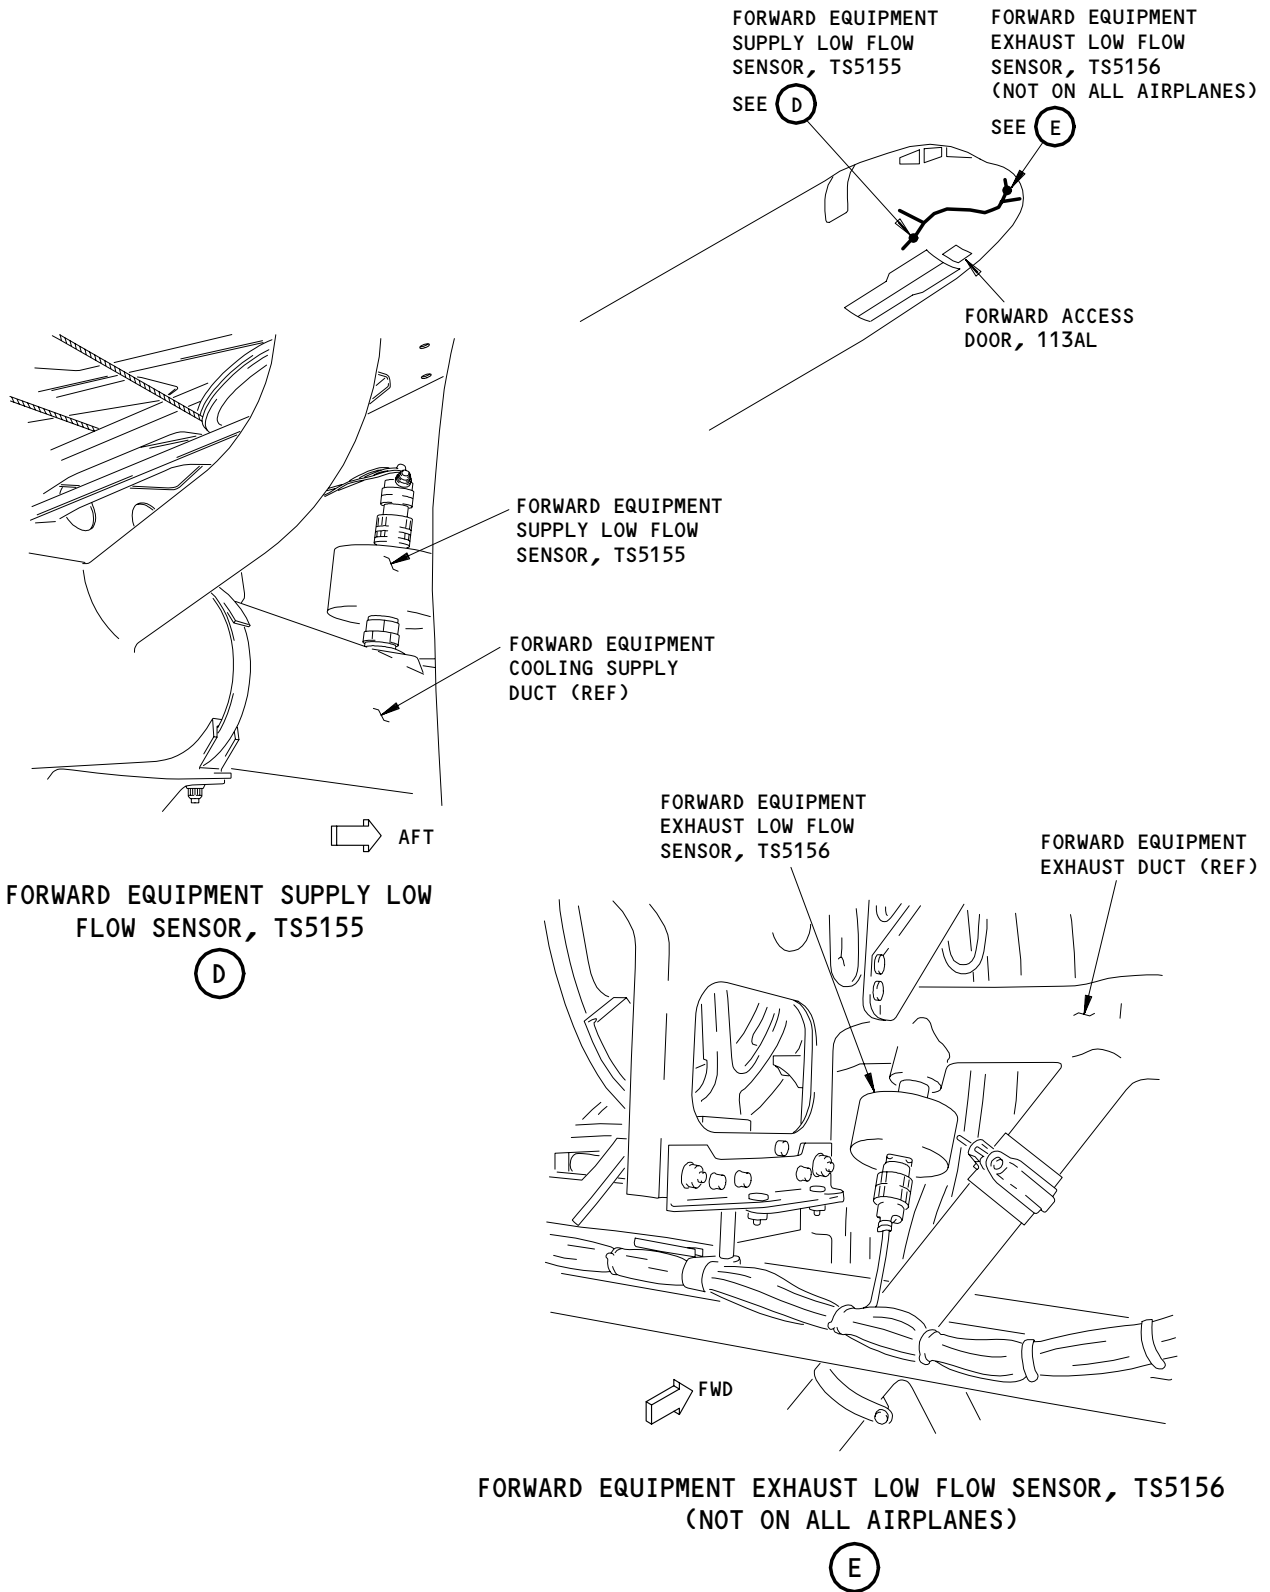 FORWARD EQUIPMENT
SUPPLY LOW FLOW
SENSOR, TS5155
SEE D
FORWARD EQUIPMENT
EXHAUST LOW FLOW
SENSOR, TS5156
(NOT ON ALL AIRPLANES)
SEE E
FORWARD ACCESS
DOOR, 113AL
FORWARD EQUIPMENT
SUPPLY LOW FLOW
SENSOR, TS5155
FORWARD EQUIPMENT
COOLING SUPPLY
DUCT (REF)
AFT
FORWARD EQUIPMENT SUPPLY LOW
FLOW SENSOR, TS5155
D
FORWARD EQUIPMENT
EXHAUST LOW FLOW
SENSOR, TS5156
FORWARD EQUIPMENT
EXHAUST DUCT (REF)
FWD
FORWARD EQUIPMENT EXHAUST LOW FLOW SENSOR, TS5156
(NOT ON ALL AIRPLANES)
E